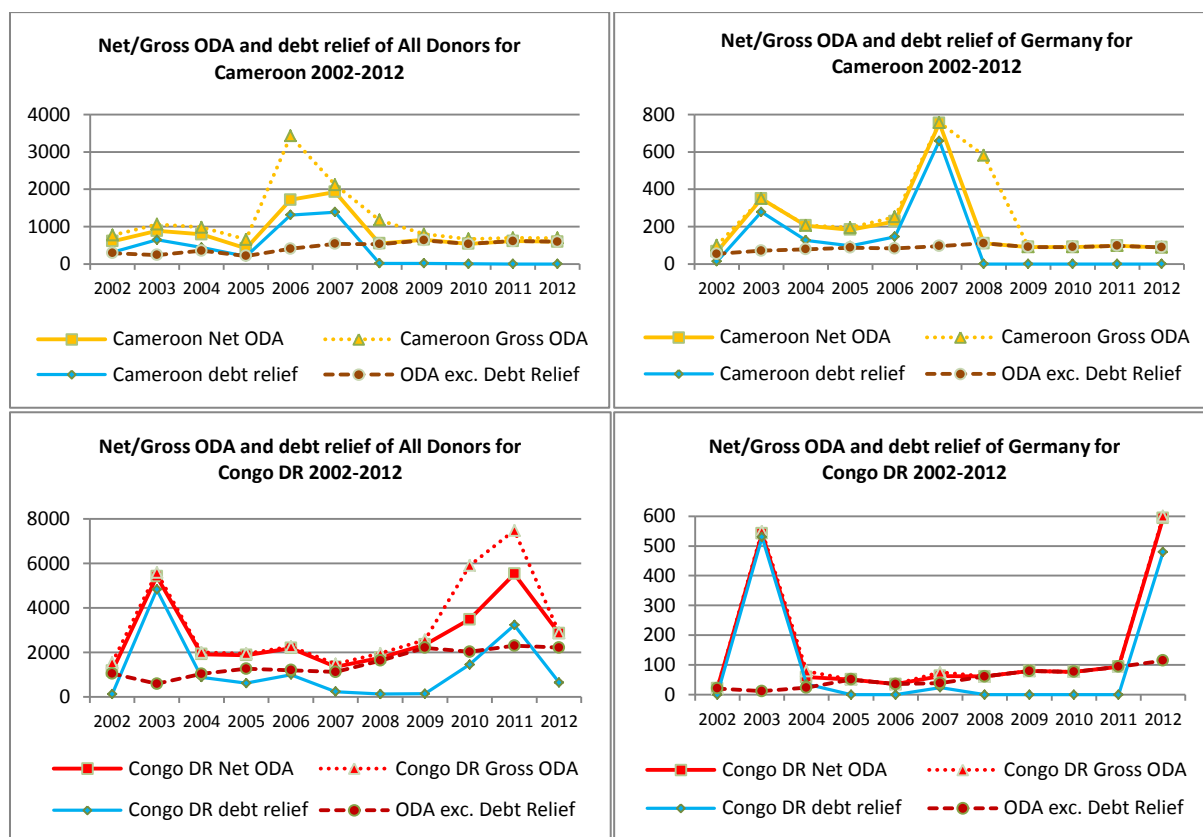 Net/Gross ODA and debt relief of All Donors for
Cameroon 2002-2012
4000
3000
2000
1000
0
2002 2003 2004 2005 2006 2007 2008 2009 2010 2011 2012
Cameroon Net ODA
Cameroon Gross ODA
Cameroon debt relief
ODA exc. Debt Relief
Net/Gross ODA and debt relief of Germany for
Cameroon 2002-2012
800
600
400
200
0
2002 2003 2004 2005 2006 2007 2008 2009 2010 2011 2012
Cameroon Net ODA
Cameroon Gross ODA
Cameroon debt relief
ODA exc. Debt Relief
Net/Gross ODA and debt relief of All Donors for
Congo DR 2002-2012
8000
6000
4000
2000
0
2002 2003 2004 2005 2006 2007 2008 2009 2010 2011 2012
Congo DR Net ODA
Congo DR Gross ODA
Congo DR debt relief
ODA exc. Debt Relief
Net/Gross ODA and debt relief of Germany for
Congo DR 2002-2012
600
500
400
300
200
100
0
2002 2003 2004 2005 2006 2007 2008 2009 2010 2011 2012
Congo DR Net ODA
Congo DR Gross ODA
Congo DR debt relief
ODA exc. Debt Relief